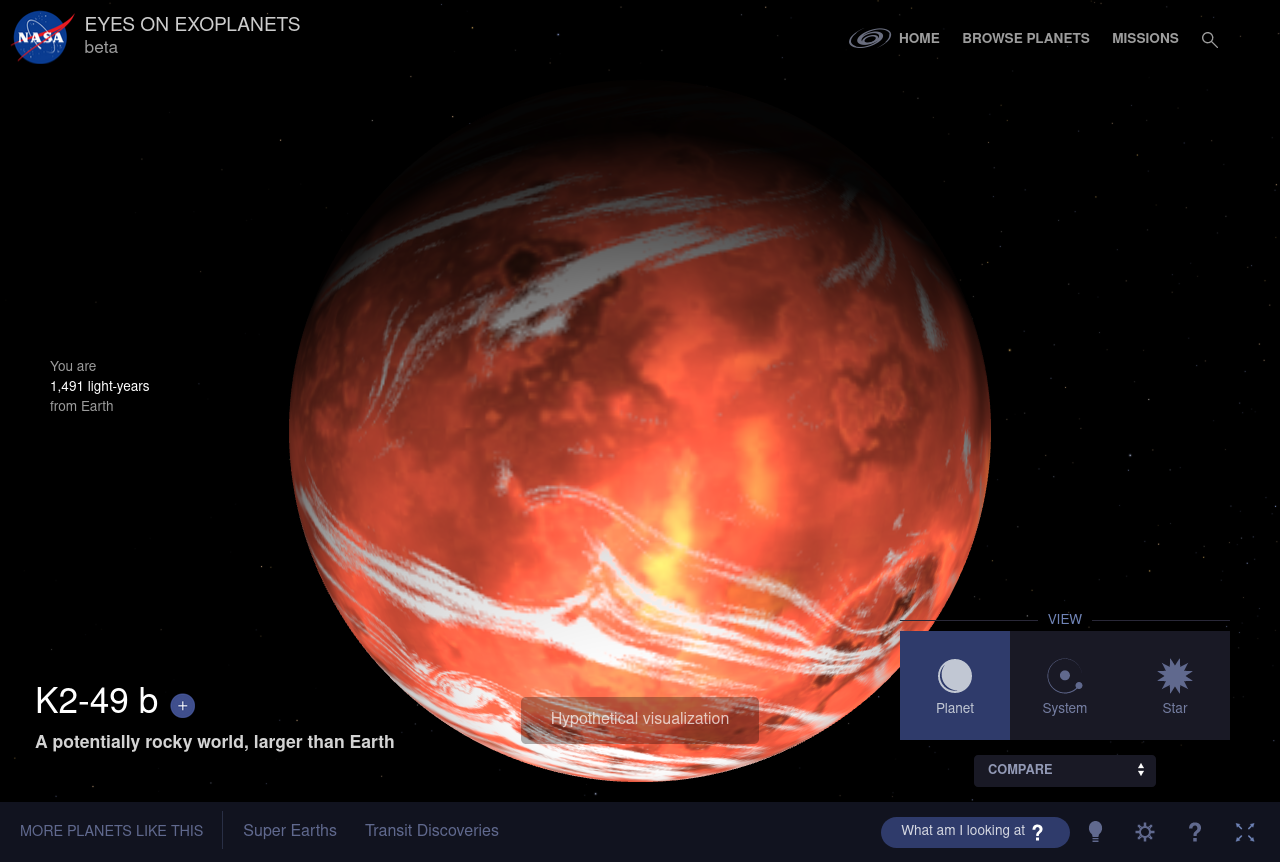 NASA
EYES ON EXOPLANETS
beta
HOME
BROWSE PLANETS
MISSIONS
You are
1,491 light-years
from Earth
K2-49 b +
A potentially rocky world, larger than Earth
Hypothetical visualization
VIEW
Planet
System
Star
COMPARE
MORE PLANETS LIKE THIS
Super Earths
Transit Discoveries
What am I looking at ?
?